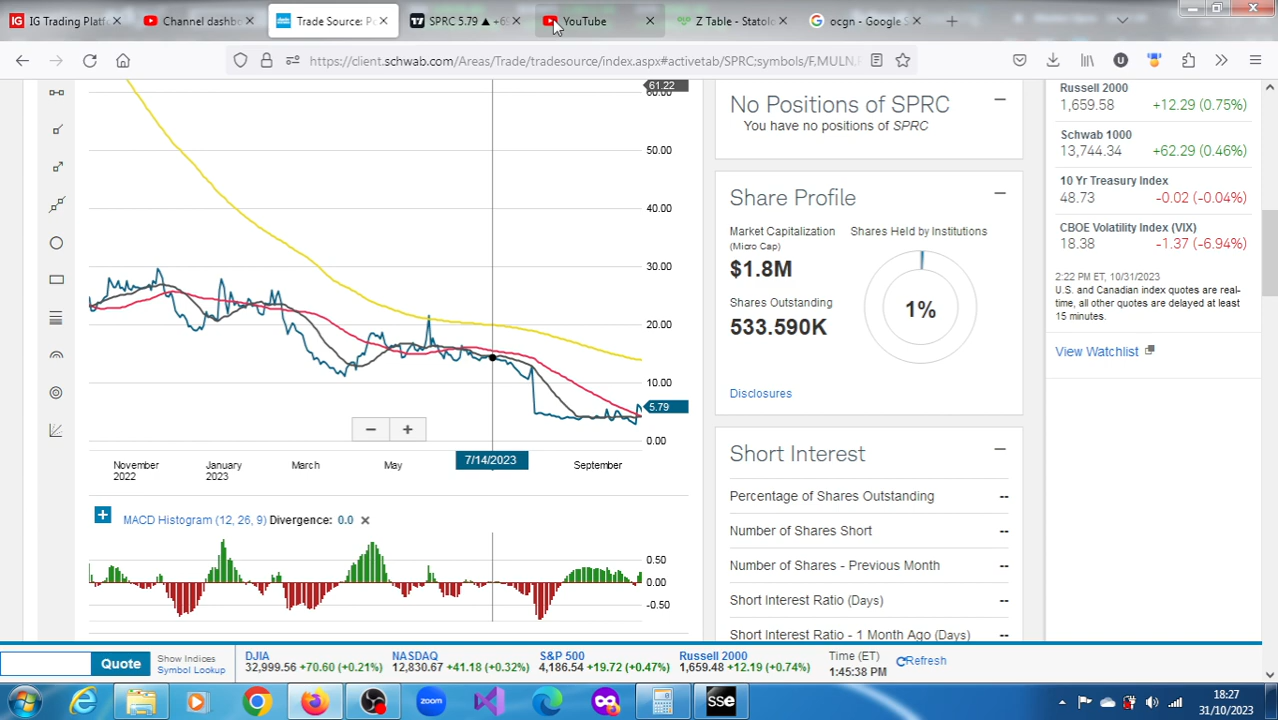 IG Trading Platfo
Channel dashbo
Trade Source: Po
SPRC 5.79 ▲ +6
YouTube
Z Table - Statolo
ocgn - Google S
https://client.schwab.com/Areas/Trade/tradesource/index.aspx#activetab/SPRC:symbols/F,MULN,
61.22
60.00
50.00
40.00
30.00
20.00
10.00
5.79
0.00
November
2022
January
2023
March
May
7/14/2023
September
MACD Histogram (12, 26, 9) Divergence: 0.0
0.50
0.00
-0.50
No Positions of SPRC
You have no positions of SPRC
Share Profile
Market Capitalization
(Micro Cap)
$1.8M
Shares Outstanding
533.590K
Shares Held by Institutions
1%
Disclosures
Short Interest
Percentage of Shares Outstanding --
Number of Shares Short --
Number of Shares - Previous Month --
Short Interest Ratio (Days) --
Short Interest Ratio - 1 Month Ago (Days) --
Russell 2000
1,659.58 +12.29 (0.75%)
Schwab 1000
13,744.34 +62.29 (0.46%)
10 Yr Treasury Index
48.73 -0.02 (-0.04%)
CBOE Volatility Index (VIX)
18.38 -1.37 (-6.94%)
2:22 PM ET, 10/31/2023
U.S. and Canadian index quotes are real-
time, all other quotes are delayed at least
15 minutes.
View Watchlist
Quote
Show Indices
Symbol Lookup
DJIA
32,999.56 +70.60 (+0.21%)
NASDAQ
12,830.67 +41.18 (+0.32%)
S&P 500
4,186.54 +19.72 (+0.47%)
Russell 2000
1,659.48 +12.19 (+0.74%)
Time (ET)
1:45:38 PM
Refresh
zoom
SSE
18:27
31/10/2023